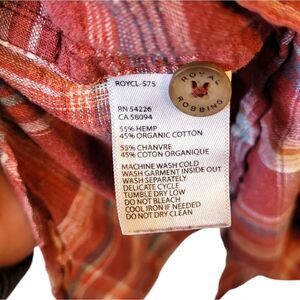 ROYCL-S75
ROYAL
ROBBINS
RN 54226
CA 58094
55% HEMP
45% ORGANIC COTTON
55% CHANVRE
45% COTON ORGANIQUE
MACHINE WASH COLD
WASH GARMENT INSIDE OUT
WASH SEPARATELY
DELICATE CYCLE
TUMBLE DRY LOW
DO NOT BLEACH
COOL IRON IF NEEDED
DO NOT DRY CLEAN